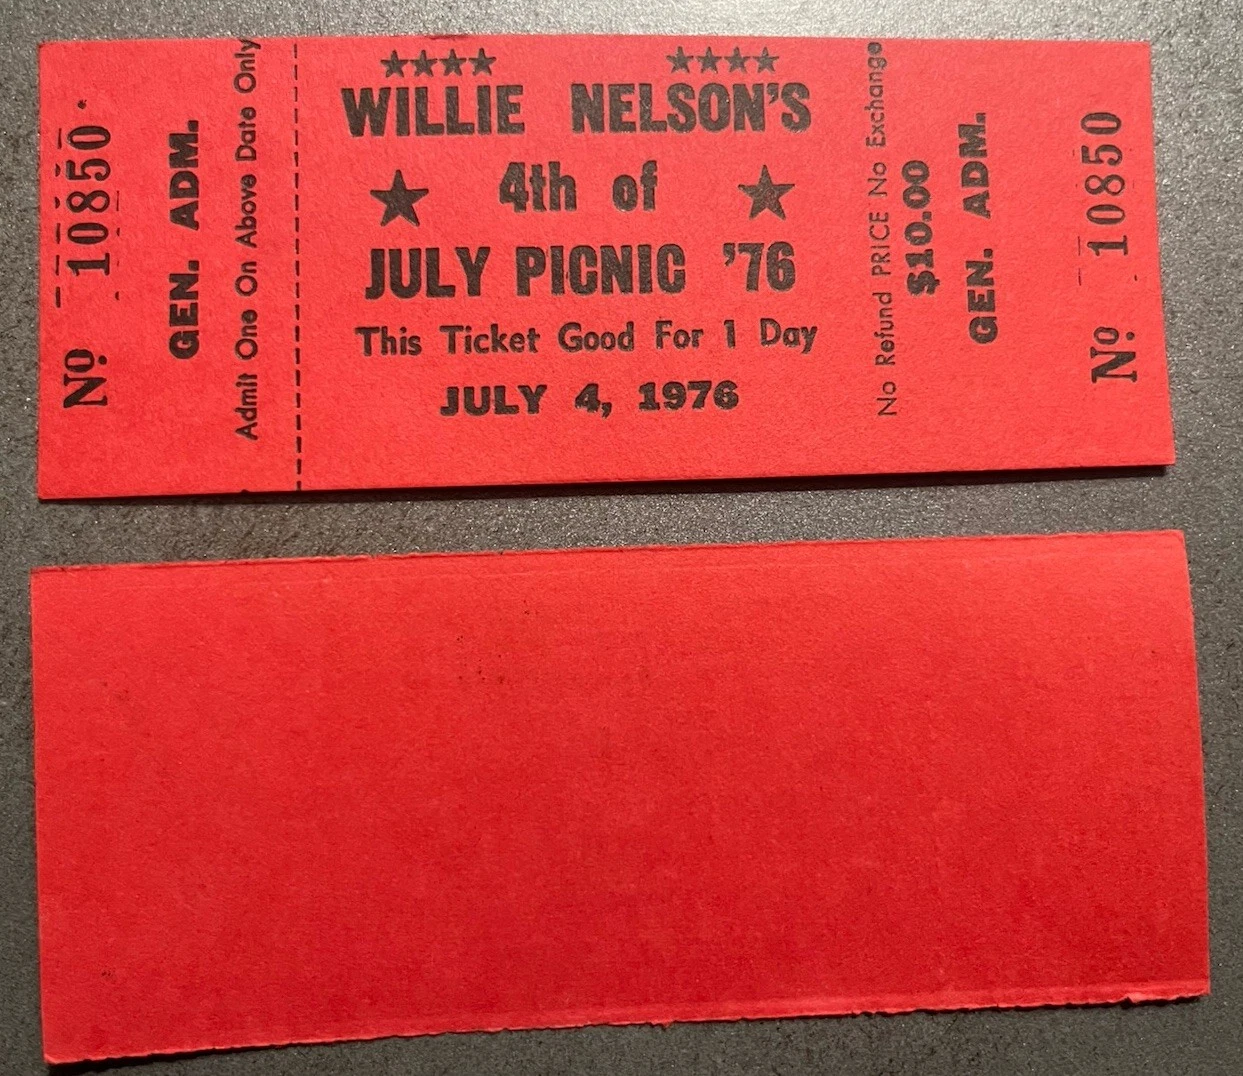 Nº 10850
GEN. ADM.
Admit One On Above Date Only
★★★★ ★★★★
WILLIE NELSON'S
★ 4th of ★
JULY PICNIC '76
This Ticket Good For 1 Day
JULY 4, 1976
No Refund PRICE No Exchange
$10.00
GEN. ADM.
Nº 10850